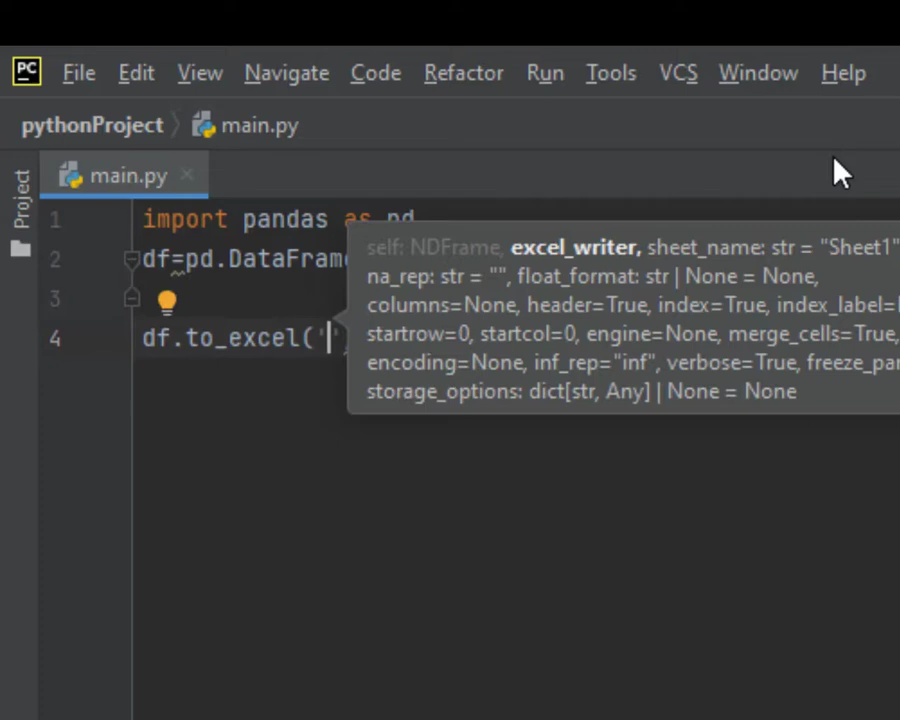 PC File Edit View Navigate Code Refactor Run Tools VCS Window Help
pythonProject main.py
Project
main.py
1 import pandas as pd
2 df=pd.DataFrame
self: NDFrame, excel_writer, sheet_name: str = "Sheet1"
na_rep: str = "", float_format: str | None = None,
3
columns=None, header=True, index=True, index_label=
4 df.to_excel('',
startrow=0, startcol=0, engine=None, merge_cells=True,
encoding=None, inf_rep="inf", verbose=True,
storage_options: dict[str, Any] | None = None